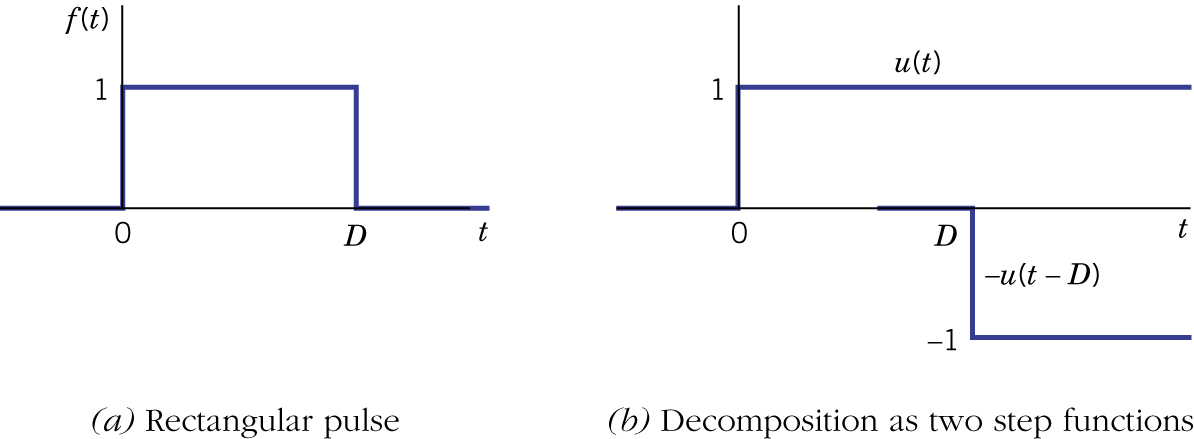 f(t)
1
0
D
t
(a) Rectangular pulse
u(t)
1
0
D
t
–u(t – D)
–1
(b) Decomposition as two step functions